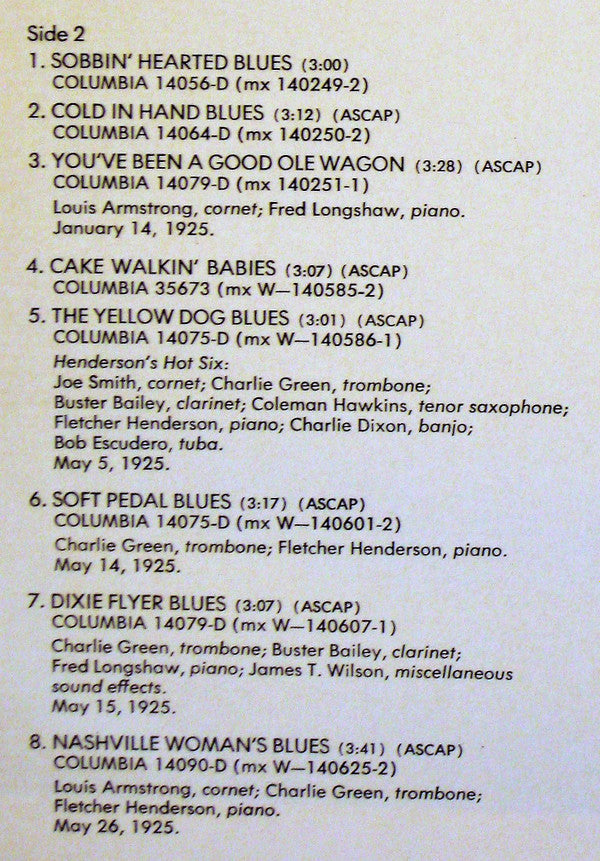 Side 2
1. SOBBIN' HEARTED BLUES (3:00)
COLUMBIA 14056-D (mx 140249-2)
2. COLD IN HAND BLUES (3:12) (ASCAP)
COLUMBIA 14064-D (mx 140250-2)
3. YOU'VE BEEN A GOOD OLE WAGON (3:28) (ASCAP)
COLUMBIA 14079-D (mx 140251-1)
Louis Armstrong, cornet; Fred Longshaw, piano.
January 14, 1925.
4. CAKE WALKIN' BABIES (3:07) (ASCAP)
COLUMBIA 35673 (mx W—140585-2)
5. THE YELLOW DOG BLUES (3:01) (ASCAP)
COLUMBIA 14075-D (mx W—140586-1)
Henderson's Hot Six:
Joe Smith, cornet; Charlie Green, trombone;
Buster Bailey, clarinet; Coleman Hawkins, tenor saxophone;
Fletcher Henderson, piano; Charlie Dixon, banjo;
Bob Escudero, tuba.
May 5, 1925.
6. SOFT PEDAL BLUES (3:17) (ASCAP)
COLUMBIA 14075-D (mx W—140601-2)
Charlie Green, trombone; Fletcher Henderson, piano.
May 14, 1925.
7. DIXIE FLYER BLUES (3:07) (ASCAP)
COLUMBIA 14079-D (mx W—140607-1)
Charlie Green, trombone; Buster Bailey, clarinet;
Fred Longshaw, piano; James T. Wilson, miscellaneous
sound effects.
May 15, 1925.
8. NASHVILLE WOMAN'S BLUES (3:41) (ASCAP)
COLUMBIA 14090-D (mx W—140625-2)
Louis Armstrong, cornet; Charlie Green, trombone;
Fletcher Henderson, piano.
May 26, 1925.